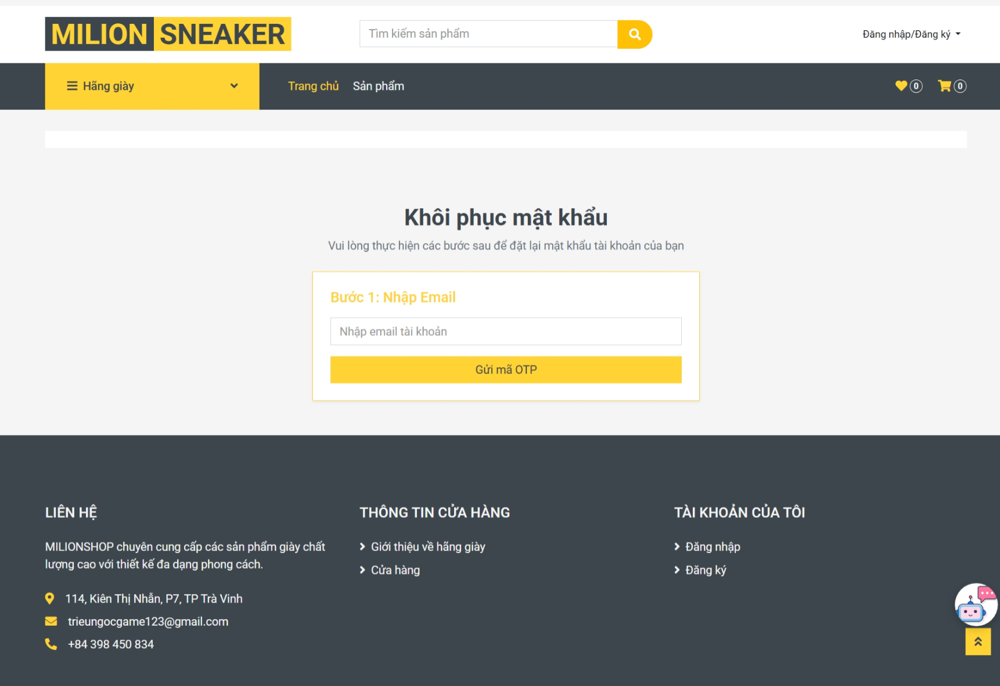 MILION SNEAKER
Tìm kiếm sản phẩm
Đăng nhập/Đăng ký
Hãng giày
Trang chủ
Sản phẩm
0
0
Khôi phục mật khẩu
Vui lòng thực hiện các bước sau để đặt lại mật khẩu tài khoản của bạn
Bước 1: Nhập Email
Nhập email tài khoản
Gửi mã OTP
LIÊN HỆ
MILIONSHOP chuyên cung cấp các sản phẩm giày chất
lượng cao với thiết kế đa dạng phong cách.
114, Kiên Thị Nhẫn, P7, TP Trà Vinh
trieungocgame123@gmail.com
+84 398 450 834
THÔNG TIN CỬA HÀNG
Giới thiệu về hãng giày
Cửa hàng
TÀI KHOẢN CỦA TÔI
Đăng nhập
Đăng ký